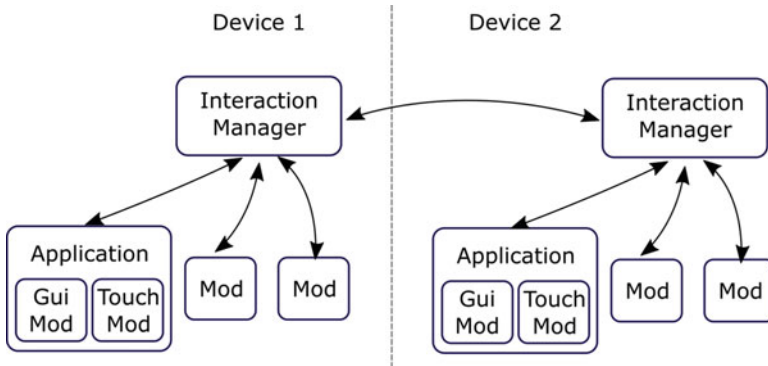 Device 1
Device 2
Interaction
Manager
Interaction
Manager
Application
Gui
Mod
Touch
Mod
Mod
Mod
Application
Gui
Mod
Touch
Mod
Mod
Mod